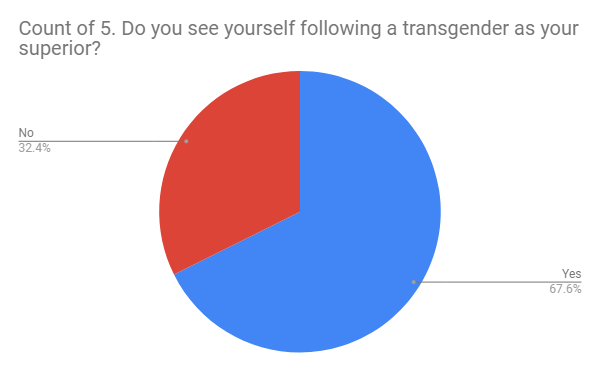 Count of 5. Do you see yourself following a transgender as your
superior?
No
32.4%
Yes
67.6%